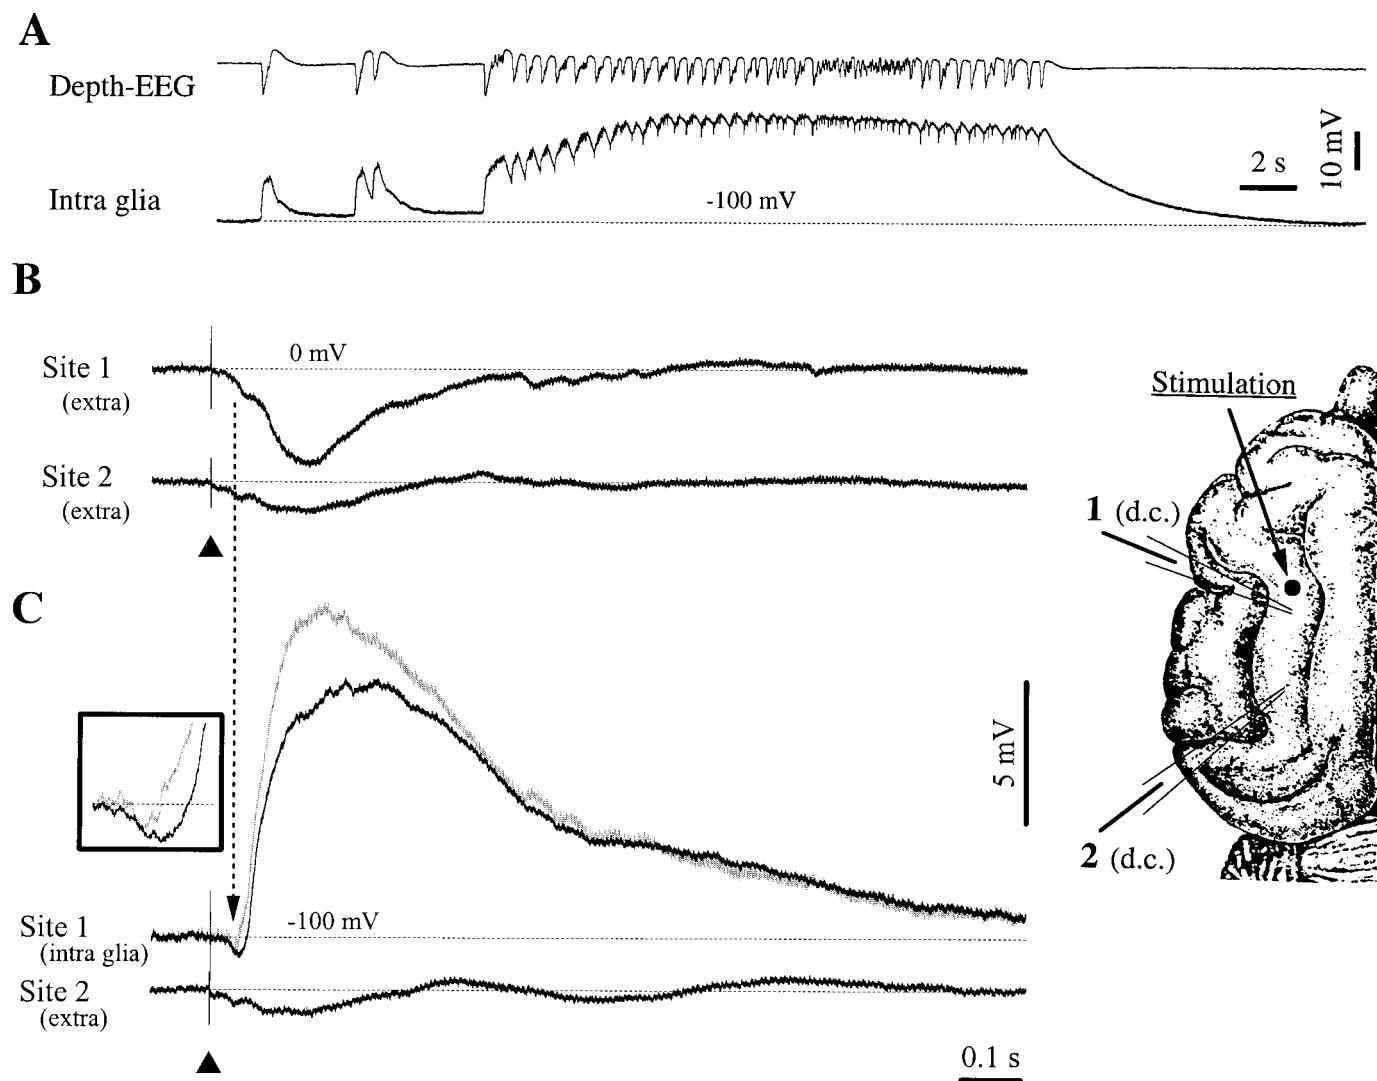 A
Depth-EEG
Intra glia
-100 mV
2 s
10 mV
B
Site 1
(extra)
0 mV
Site 2
(extra)
Stimulation
1 (d.c.)
2 (d.c.)
C
5 mV
Site 1
(intra glia)
-100 mV
Site 2
(extra)
0.1 s